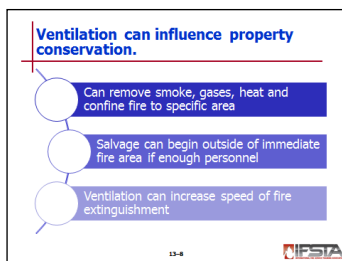 Ventilation can influence property
conservation.
Can remove smoke, gases, heat and
confine fire to specific area
Salvage can begin outside of immediate
fire area if enough personnel
Ventilation can increase speed of fire
extinguishment
13–8
IFSTA